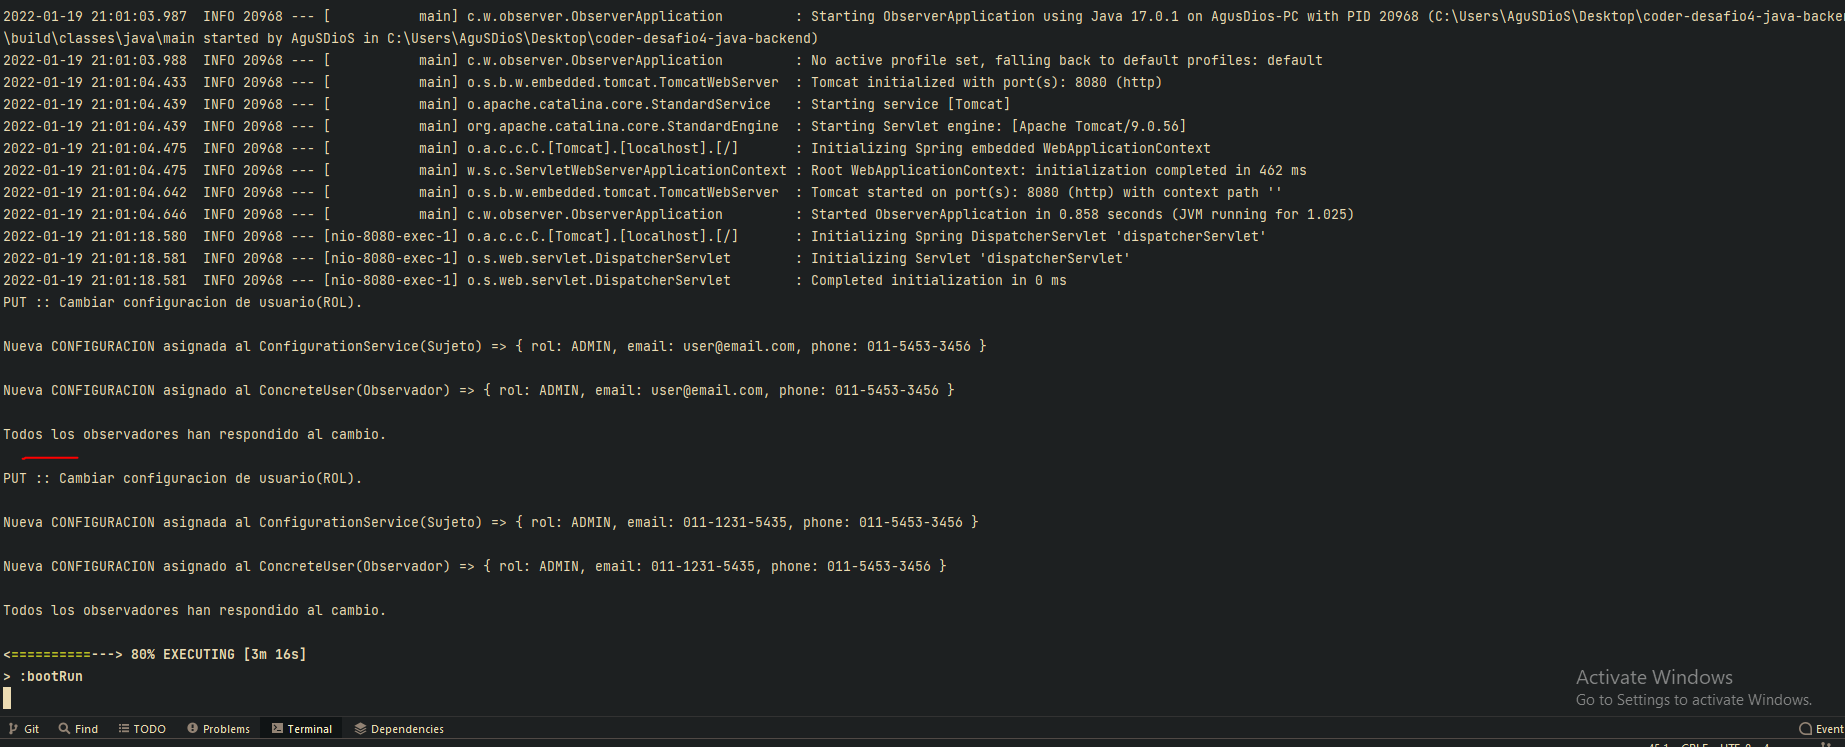 2022-01-19 21:01:03.987  INFO 20968 --- [           main] c.w.observer.ObserverApplication         : Starting ObserverApplication using Java 17.0.1 on AgusDios-PC with PID 20968 (C:\Users\AguSDioS\Desktop\coder-desafio4-java-backen
\build\classes\java\main started by AguSDioS in C:\Users\AguSDioS\Desktop\coder-desafio4-java-backend)
2022-01-19 21:01:03.988  INFO 20968 --- [           main] c.w.observer.ObserverApplication         : No active profile set, falling back to default profiles: default
2022-01-19 21:01:04.433  INFO 20968 --- [           main] o.s.b.w.embedded.tomcat.TomcatWebServer  : Tomcat initialized with port(s): 8080 (http)
2022-01-19 21:01:04.439  INFO 20968 --- [           main] o.apache.catalina.core.StandardService   : Starting service [Tomcat]
2022-01-19 21:01:04.439  INFO 20968 --- [           main] org.apache.catalina.core.StandardEngine  : Starting Servlet engine: [Apache Tomcat/9.0.56]
2022-01-19 21:01:04.475  INFO 20968 --- [           main] o.a.c.c.C.[Tomcat].[localhost].[/]       : Initializing Spring embedded WebApplicationContext
2022-01-19 21:01:04.475  INFO 20968 --- [           main] w.s.c.ServletWebServerApplicationContext : Root WebApplicationContext: initialization completed in 462 ms
2022-01-19 21:01:04.642  INFO 20968 --- [           main] o.s.b.w.embedded.tomcat.TomcatWebServer  : Tomcat started on port(s): 8080 (http) with context path ''
2022-01-19 21:01:04.646  INFO 20968 --- [           main] c.w.observer.ObserverApplication         : Started ObserverApplication in 0.858 seconds (JVM running for 1.025)
2022-01-19 21:01:18.580  INFO 20968 --- [nio-8080-exec-1] o.a.c.c.C.[Tomcat].[localhost].[/]       : Initializing Spring DispatcherServlet 'dispatcherServlet'
2022-01-19 21:01:18.581  INFO 20968 --- [nio-8080-exec-1] o.s.web.servlet.DispatcherServlet        : Initializing Servlet 'dispatcherServlet'
2022-01-19 21:01:18.581  INFO 20968 --- [nio-8080-exec-1] o.s.web.servlet.DispatcherServlet        : Completed initialization in 0 ms
PUT :: Cambiar configuracion de usuario(ROL).
Nueva CONFIGURACION asignada al ConfigurationService(Sujeto) => { rol: ADMIN, email: user@email.com, phone: 011-5453-3456 }
Nueva CONFIGURACION asignado al ConcreteUser(Observador) => { rol: ADMIN, email: user@email.com, phone: 011-5453-3456 }
Todos los observadores han respondido al cambio.
PUT :: Cambiar configuracion de usuario(ROL).
Nueva CONFIGURACION asignada al ConfigurationService(Sujeto) => { rol: ADMIN, email: 011-1231-5435, phone: 011-5453-3456 }
Nueva CONFIGURACION asignado al ConcreteUser(Observador) => { rol: ADMIN, email: 011-1231-5435, phone: 011-5453-3456 }
Todos los observadores han respondido al cambio.
<==========---> 80% EXECUTING [3m 16s]
> :bootRun
Activate Windows
Go to Settings to activate Windows.
Git Find TODO Problems Terminal Dependencies Event